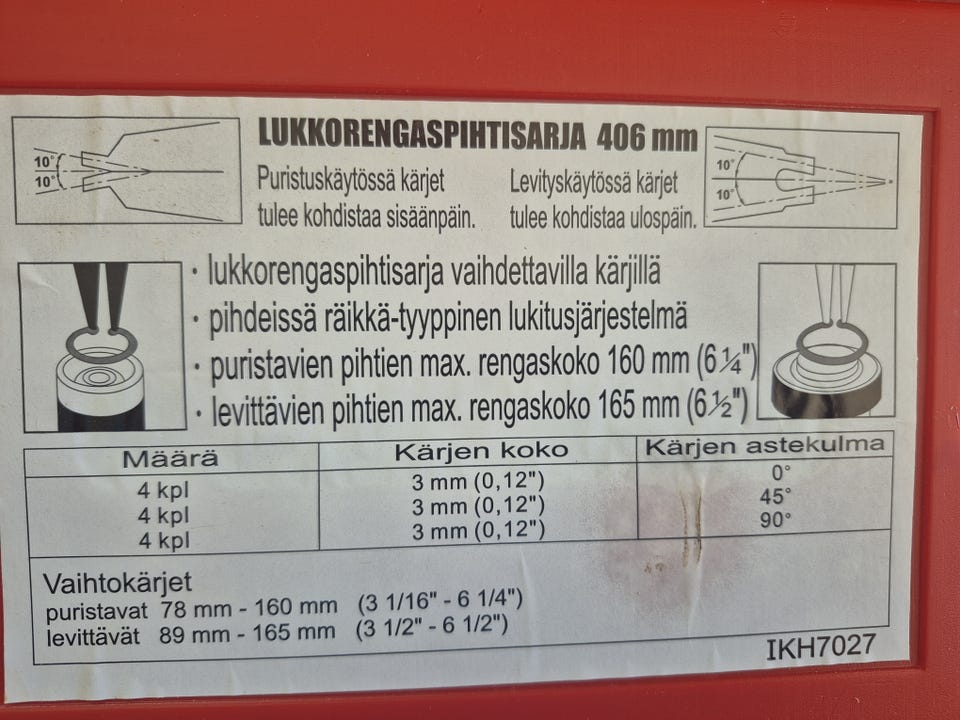 LUKKORENGASPIHTISARJA 406 mm
10°
10°
Puristuskäytössä kärjet
tulee kohdistaa sisäänpäin.
Levityskäytössä kärjet
tulee kohdistaa ulospäin.
10°
10°
· lukkorengaspihtisarja vaihdettavilla kärjillä
· pihdeissä räikkä-tyyppinen lukitusjärjestelmä
· puristavien pihtien max. rengaskoko 160 mm (6 1/4")
· levittävien pihtien max. rengaskoko 165 mm (6 1/2")
Määrä Kärjen koko Kärjen astekulma
4 kpl 3 mm (0,12") 0°
4 kpl 3 mm (0,12") 45°
4 kpl 3 mm (0,12") 90°
Vaihtokärjet
puristavat 78 mm - 160 mm (3 1/16" - 6 1/4")
levittävät 89 mm - 165 mm (3 1/2" - 6 1/2")
IKH7027